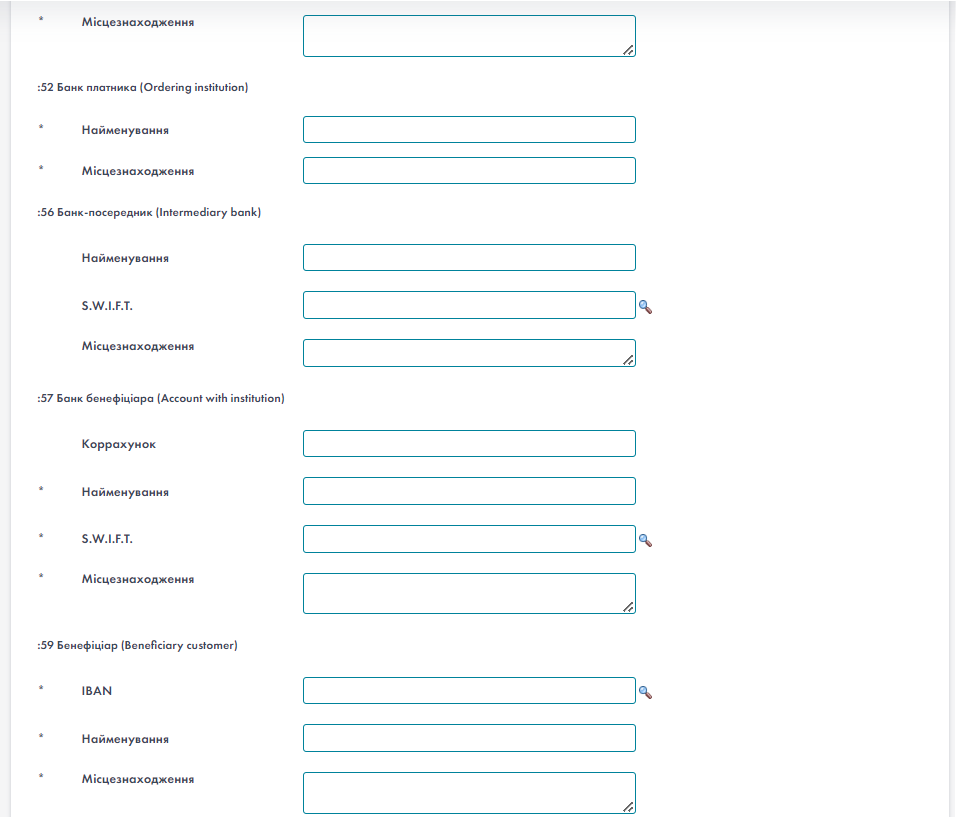 * Місцезнаходження
:52 Банк платника (Ordering institution)
* Найменування
* Місцезнаходження
:56 Банк-посередник (Intermediary bank)
Найменування
S.W.I.F.T.
Місцезнаходження
:57 Банк бенефіціара (Account with institution)
Коррахунок
* Найменування
* S.W.I.F.T.
* Місцезнаходження
:59 Бенефіціар (Beneficiary customer)
* IBAN
* Найменування
* Місцезнаходження